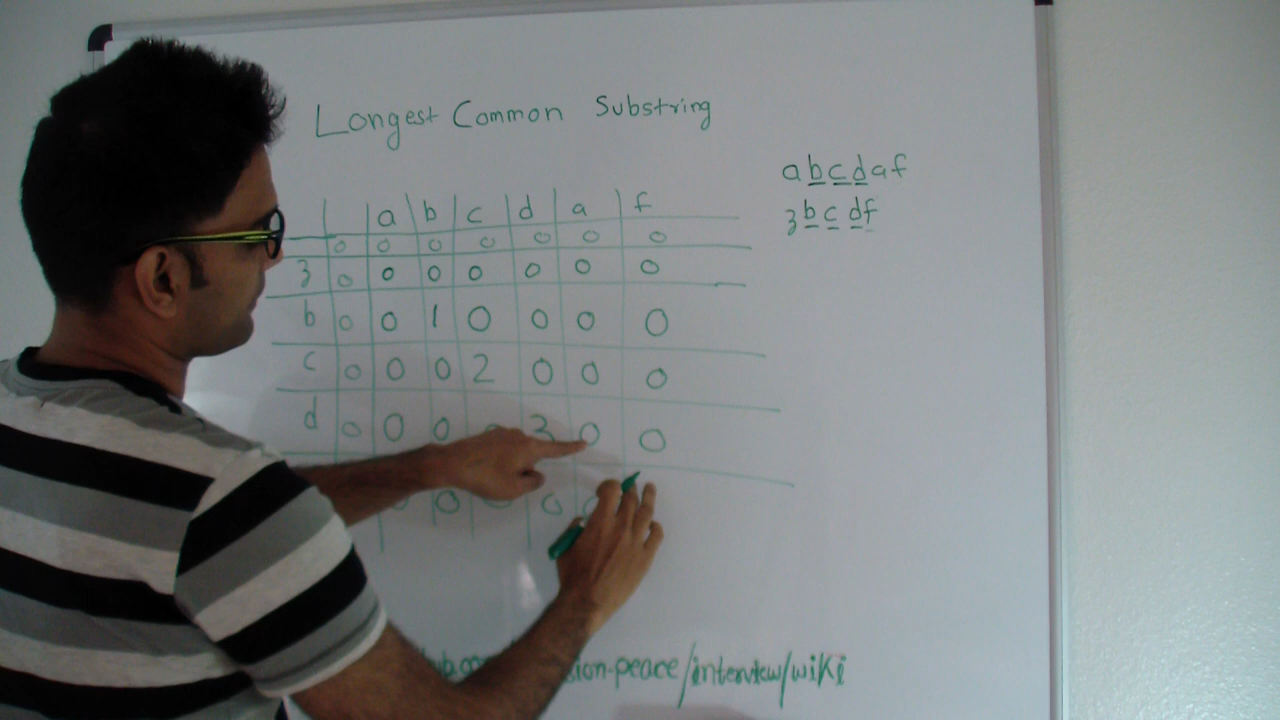 Longest Common Substring
abcdaf
zbcdf
a b c d a f
0 0 0 0 0 0 0
z 0 0 0 0 0 0 0
b 0 0 1 0 0 0 0
c 0 0 0 2 0 0 0
d 0 0 0 3 0 0
0 0
/interview/wiki